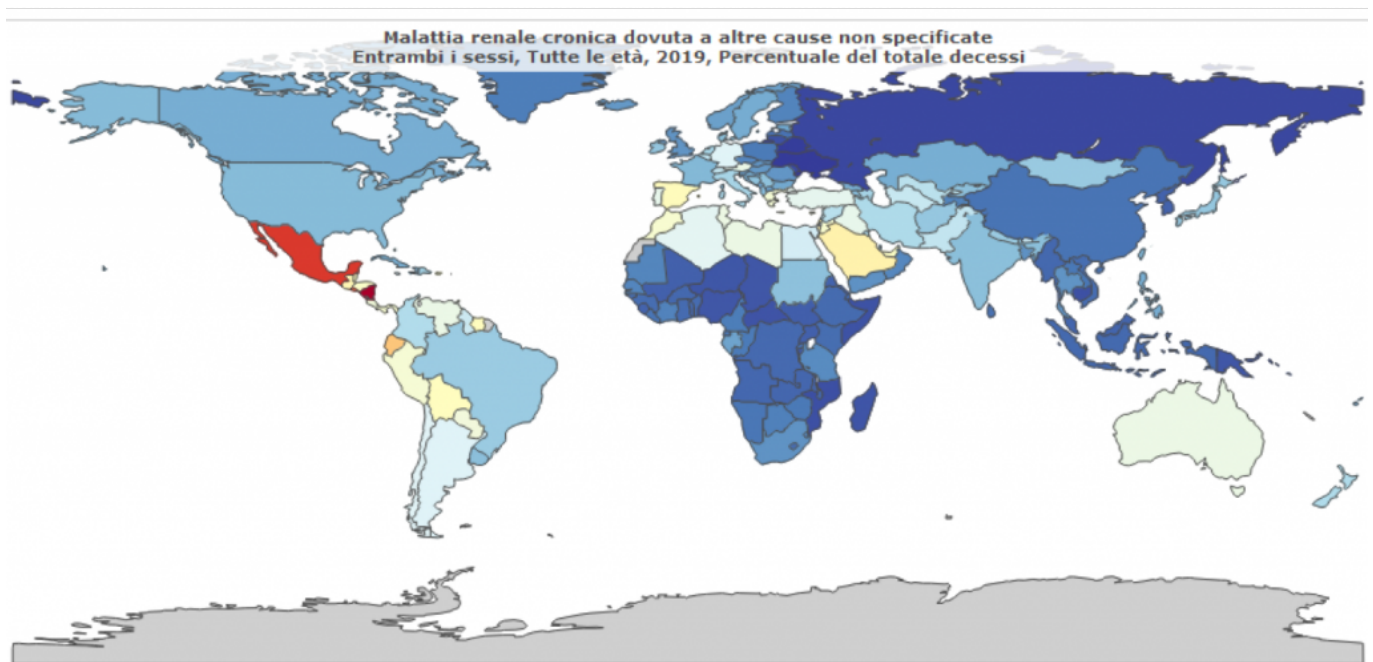 Malattia renale cronica dovuta a altre cause non specificate
Entrambi i sessi, Tutte le età, 2019, Percentuale del totale decessi